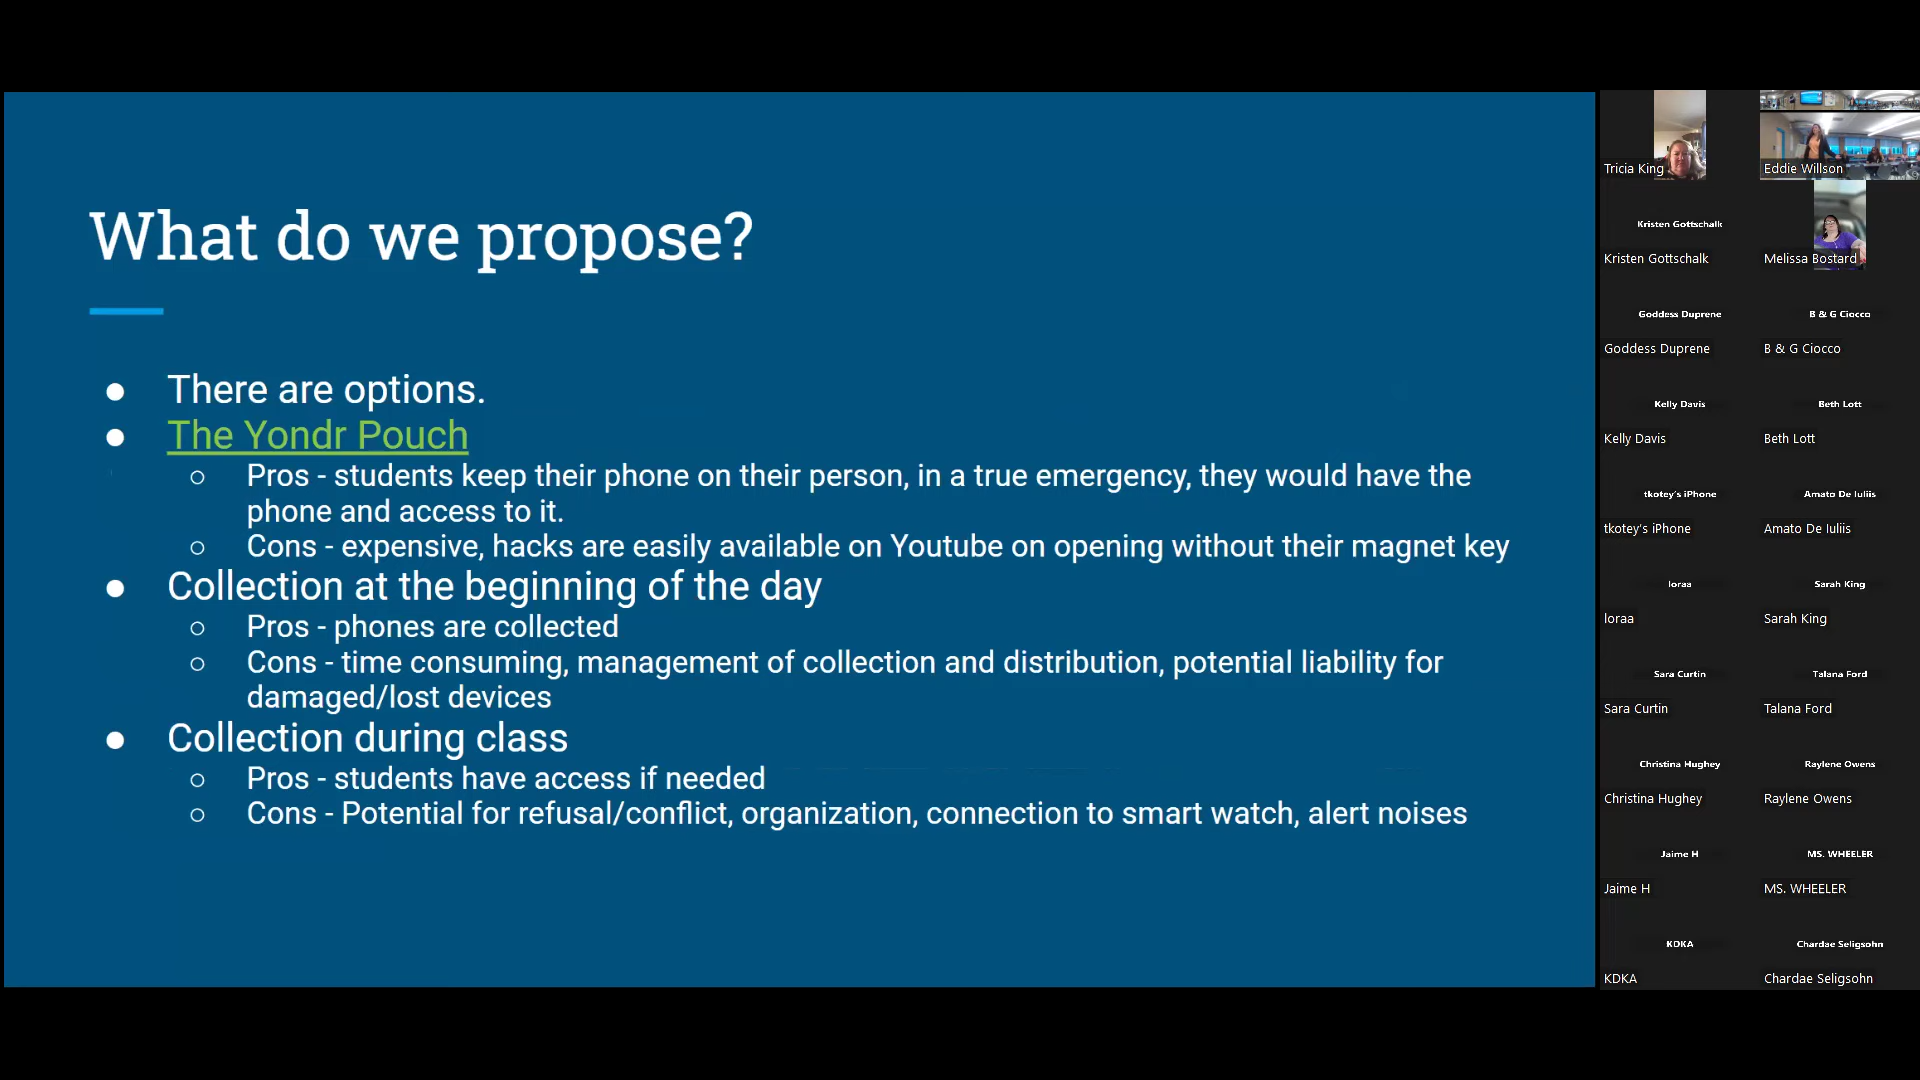 What do we propose?
● There are options.
● The Yondr Pouch
○ Pros - students keep their phone on their person, in a true emergency, they would have the
phone and access to it.
○ Cons - expensive, hacks are easily available on Youtube on opening without their magnet key
● Collection at the beginning of the day
○ Pros - phones are collected
○ Cons - time consuming, management of collection and distribution, potential liability for
damaged/lost devices
● Collection during class
○ Pros - students have access if needed
○ Cons - Potential for refusal/conflict, organization, connection to smart watch, alert noises
Tricia King
Eddie Willson
Kristen Gottschalk
Kristen Gottschalk
Melissa Bostard
Goddess Duprene
B & G Ciocco
Goddess Duprene
B & G Ciocco
Kelly Davis
Beth Lott
Kelly Davis
Beth Lott
tkotey's iPhone
Amato De Iuliis
tkotey's iPhone
Amato De Iuliis
loraa
Sarah King
loraa
Sarah King
Sara Curtin
Talana Ford
Sara Curtin
Talana Ford
Christina Hughey
Raylene Owens
Christina Hughey
Raylene Owens
Jaime H
MS. WHEELER
Jaime H
MS. WHEELER
KDKA
Chardae Seligsohn
KDKA
Chardae Seligsohn